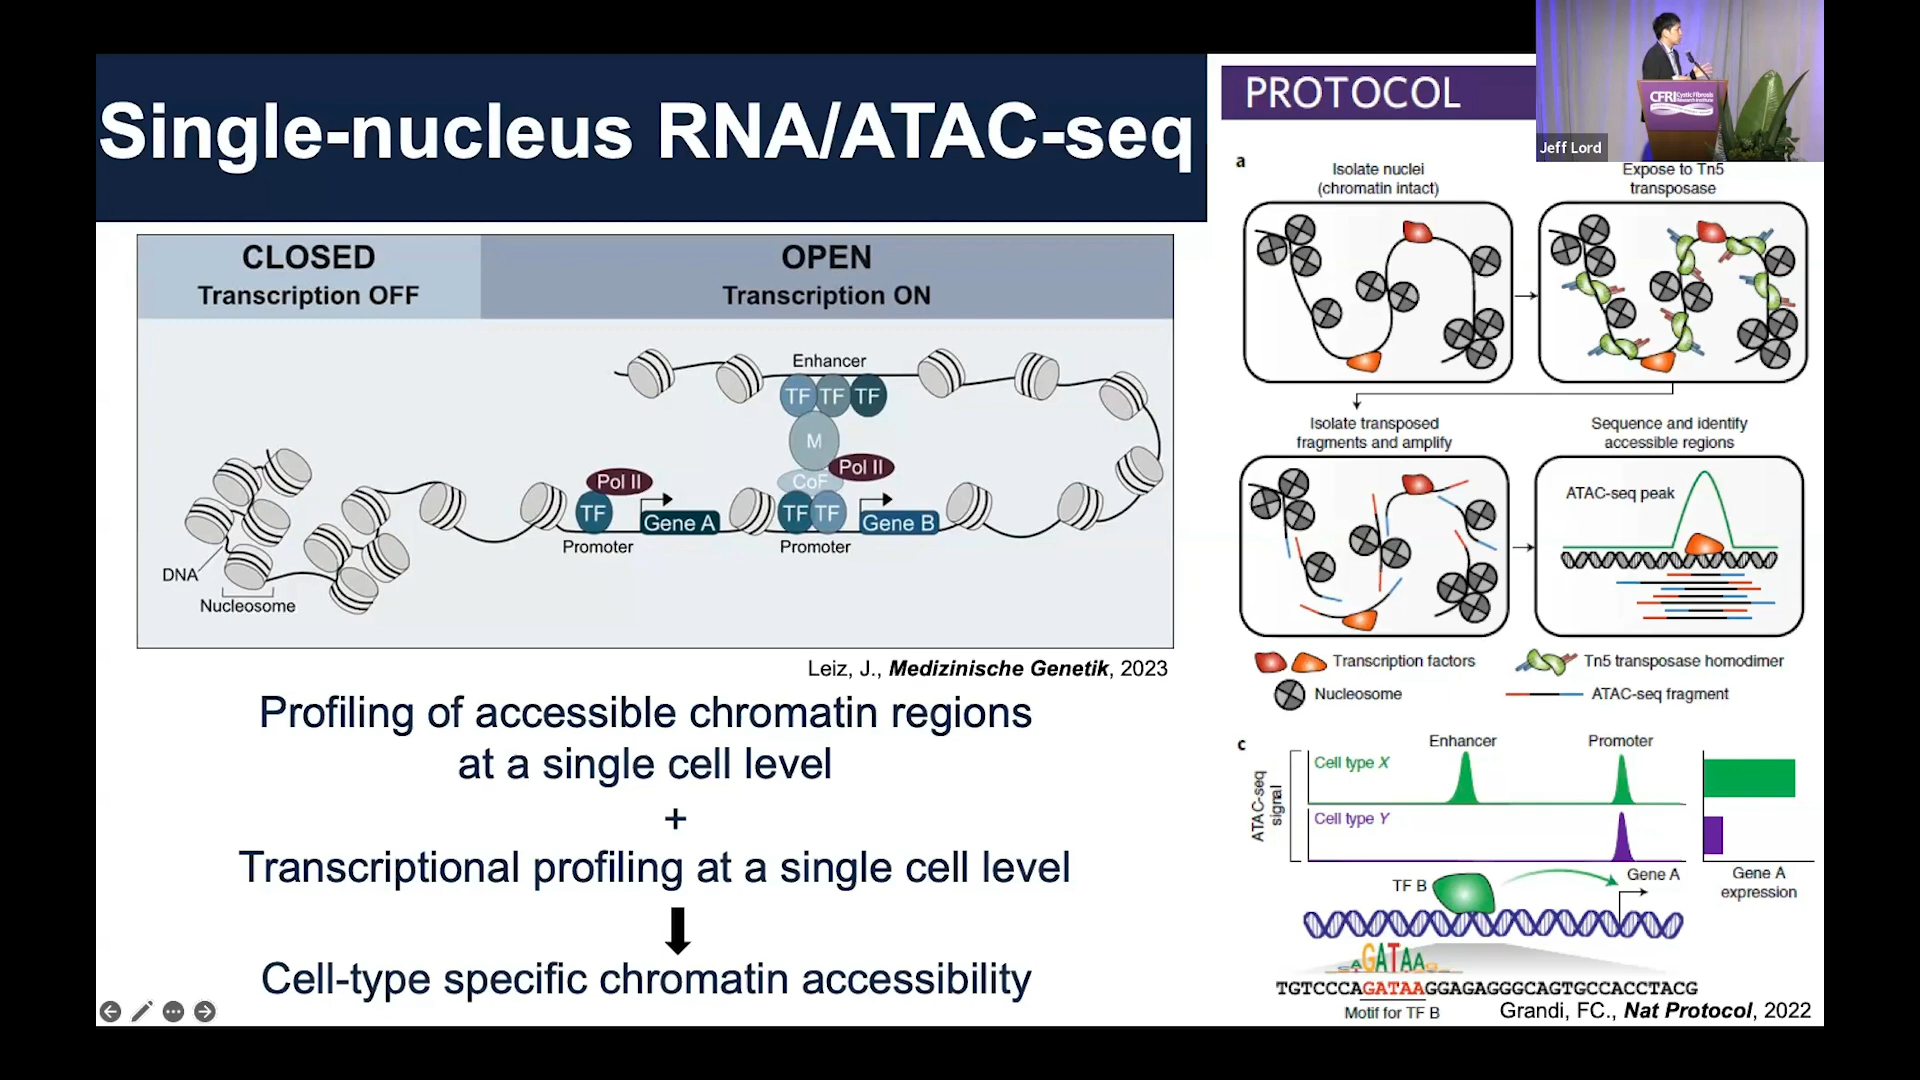 Single-nucleus RNA/ATAC-seq
CLOSED
Transcription OFF
OPEN
Transcription ON
Enhancer
TF TF TF
M
Pol II
CoF
Pol II
TF
Gene A
TF TF
Gene B
Promoter
Promoter
DNA
Nucleosome
Leiz, J., Medizinische Genetik, 2023
Profiling of accessible chromatin regions
at a single cell level
+
Transcriptional profiling at a single cell level
Cell-type specific chromatin accessibility
PROTOCOL
CFRI Cystic Fibrosis
Research Institute
Jeff Lord
a
Isolate nuclei
(chromatin intact)
Expose to Tn5
transposase
Isolate transposed
fragments and amplify
Sequence and identify
accessible regions
ATAC-seq peak
Transcription factors
Tn5 transposase homodimer
Nucleosome
ATAC-seq fragment
c
Enhancer
Promoter
ATAC-seq
signal
Cell type X
Cell type Y
Gene A
expression
TF B
Gene A
GATAA
TGTCCCAGATAAGGAGAGGGCAGTGCCACCTACG
Motif for TF B
Grandi, FC., Nat Protocol, 2022